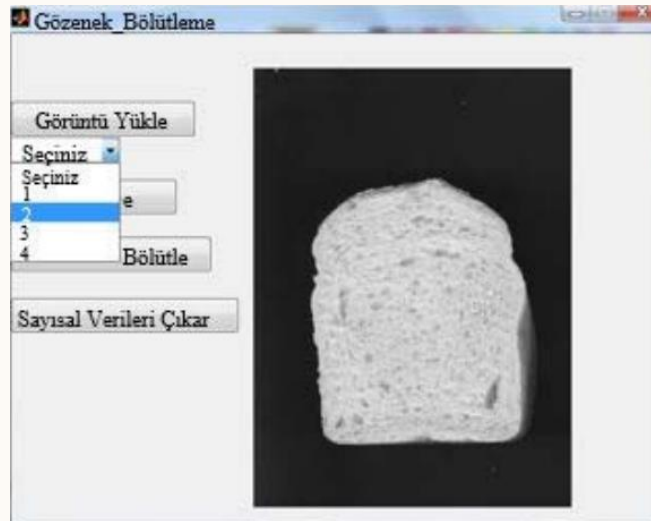 Gözenek_Bölütleme
Görüntü Yükle
Seçiniz
Seçiniz
1
2
3
4
e
Bölütle
Sayısal Verileri Çıkar